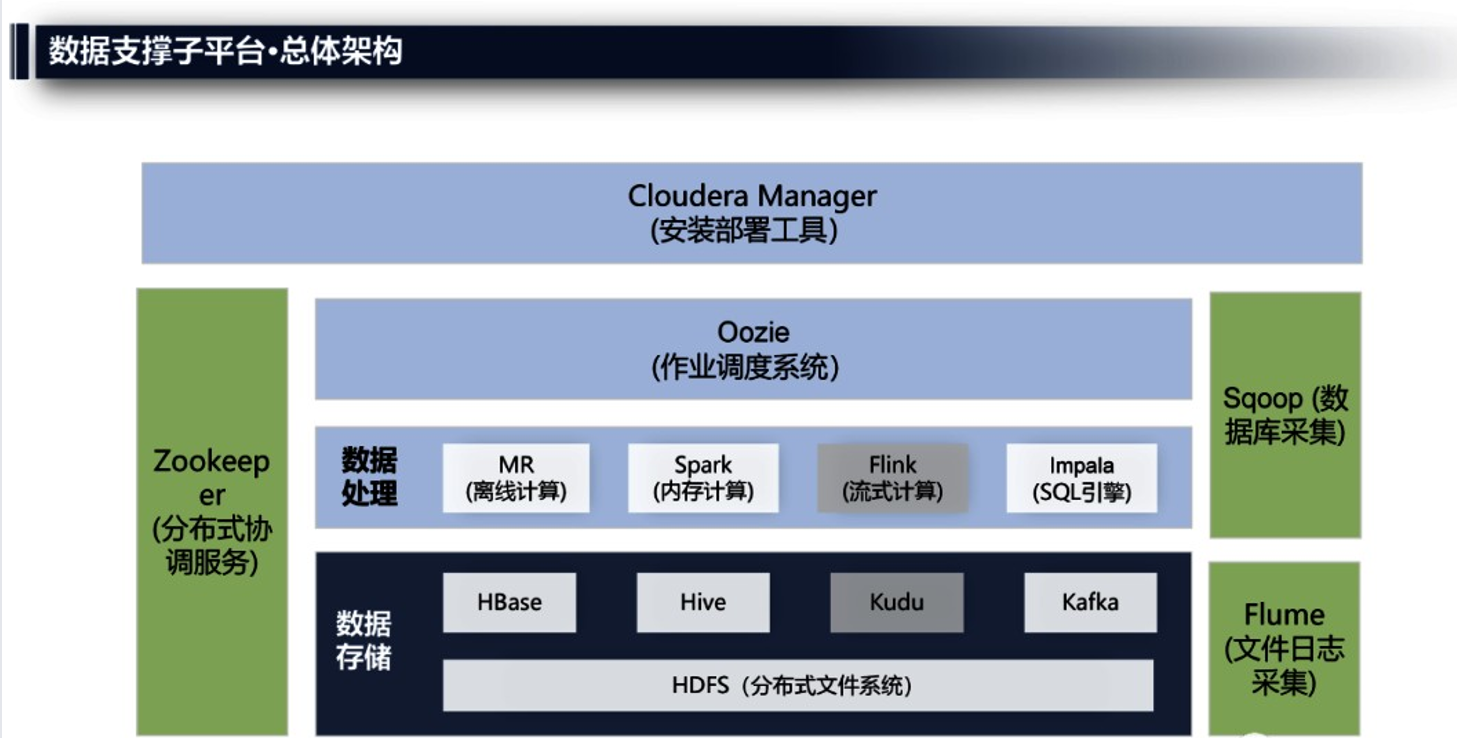 数据支撑子平台•总体架构
Cloudera Manager
(安装部署工具)
Zookeep
er
(分布式协
调服务)
Oozie
(作业调度系统)
数据
处理
MR
(离线计算)
Spark
(内存计算)
Flink
(流式计算)
Impala
(SQL引擎)
数据
存储
HBase
Hive
Kudu
Kafka
HDFS（分布式文件系统）
Sqoop (数
据库采集)
Flume
(文件日志
采集)